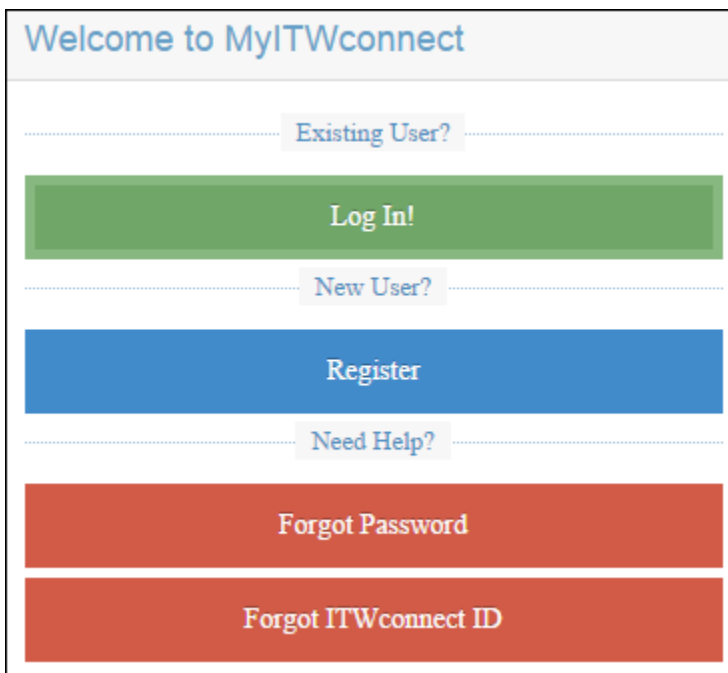 Welcome to MyITWconnect
Existing User?
Log In!
New User?
Register
Need Help?
Forgot Password
Forgot ITWconnect ID